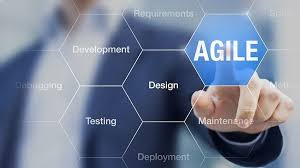 Requirements
Development
AGILE
Debugging
Design
Testing
Maintenance
Deployment